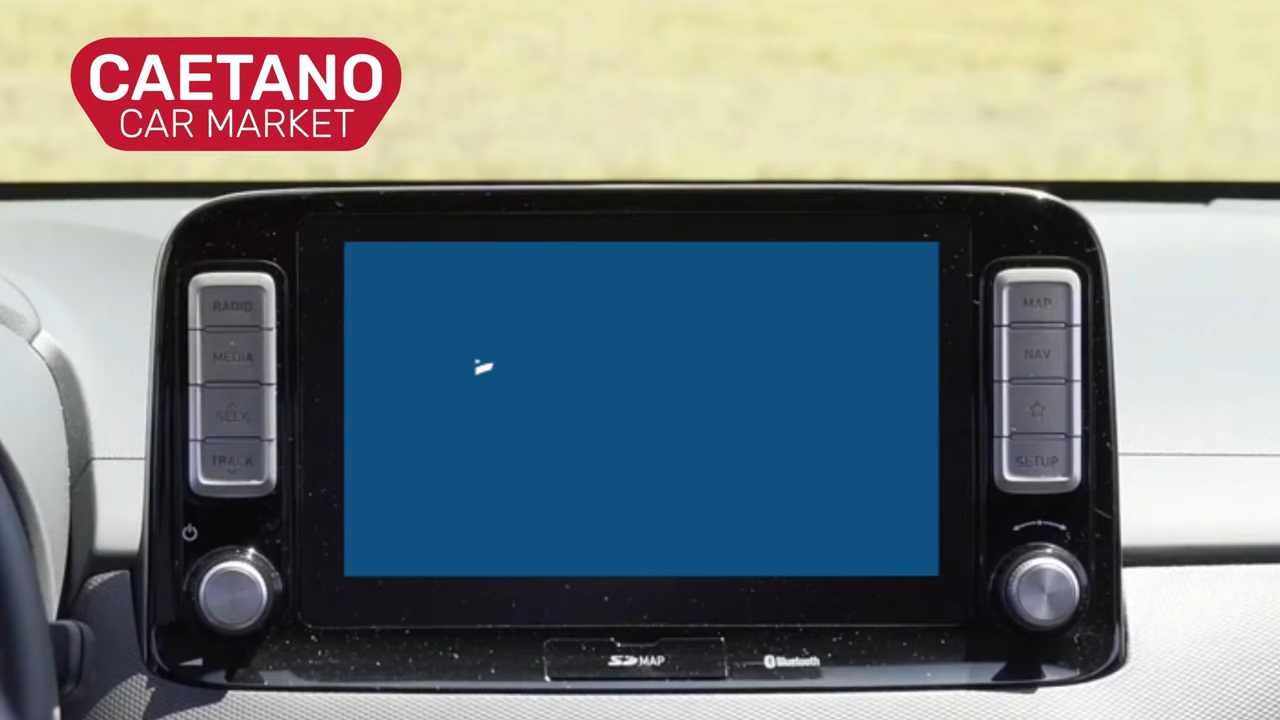 CAETANO
CAR MARKET
RADIO
MEDIA
SEEK
TRACK
MAP
NAV
SETUP
SD MAP
Bluetooth